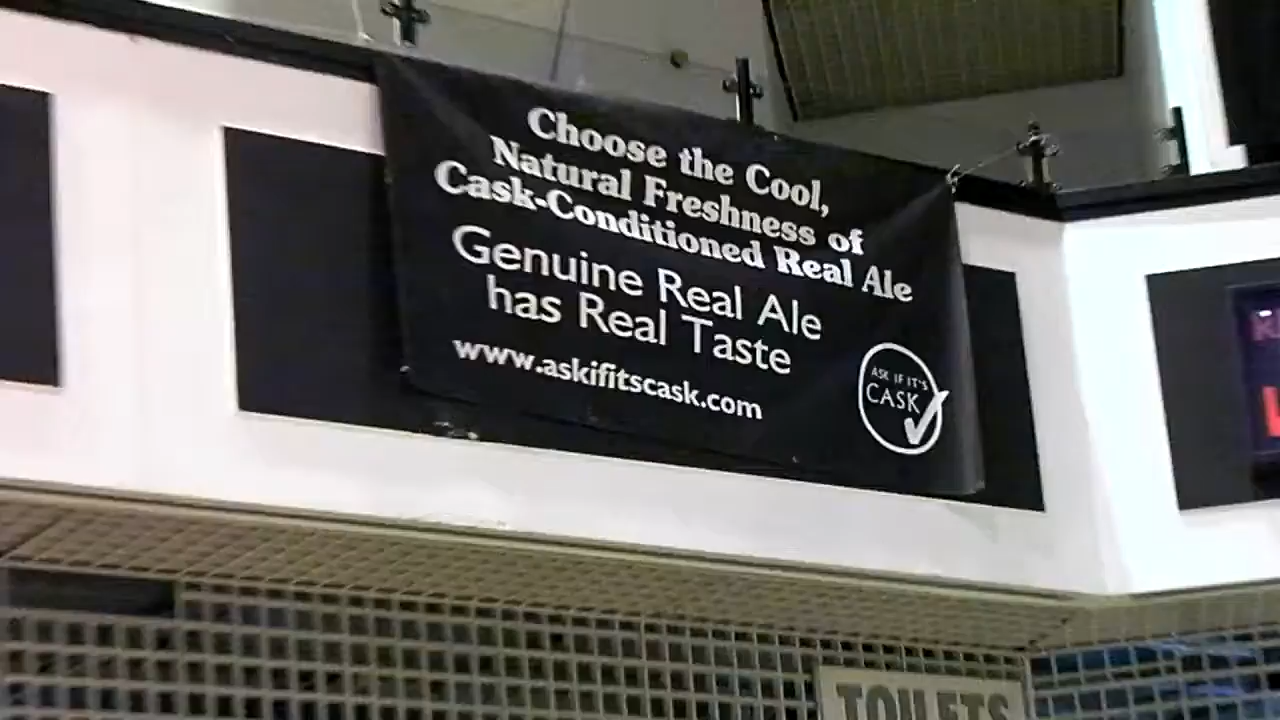 Choose the Cool,
Natural Freshness of
Cask-Conditioned Real Ale
Genuine Real Ale
has Real Taste
www.askifitscask.com
ASK IF IT'S
CASK
TOILETS